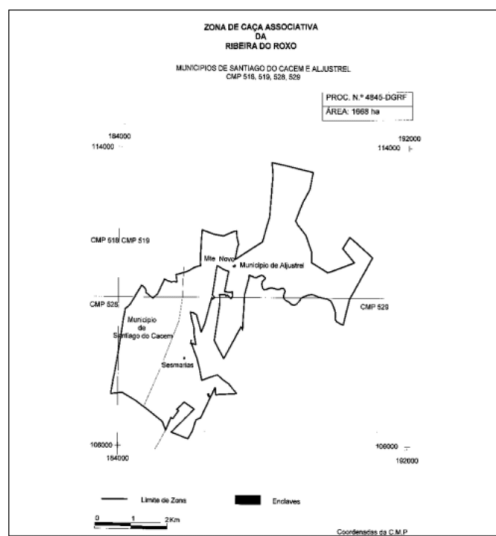 ZONA DE CAÇA ASSOCIATIVA
DA
RIBEIRA DO ROXO
MUNICIPIOS DE SANTIAGO DO CACEM E ALJUSTREL
CMP 516, 519, 528, 529
PROC. N.º 4845-DGRF
ÁREA: 1668 ha
184000
114000
192000
114000
CMP 518 CMP 519
Mte Novo
Município de Aljustrel
CMP 528
CMP 529
Município
de
Santiago do Cacem
Sesmarias
108000
184000
108000
192000
Limite de Zona
Enclaves
0 1 2 Km
Coordenadas da C.M.P